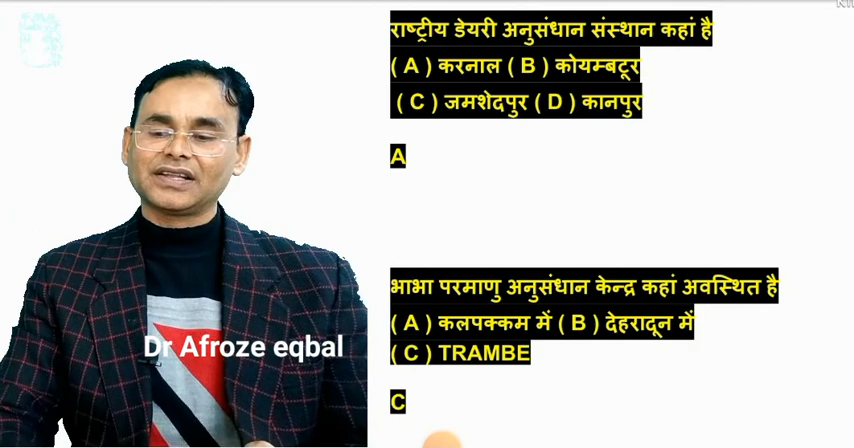 राष्ट्रीय डेयरी अनुसंधान संस्थान कहां है
( A ) करनाल ( B ) कोयम्बटूर
( C ) जमशेदपुर ( D ) कानपुर
A
भाभा परमाणु अनुसंधान केन्द्र कहां अवस्थित है
( A ) कलपक्कम में ( B ) देहरादून में
( C ) TRAMBE
C
Dr Afroze eqbal